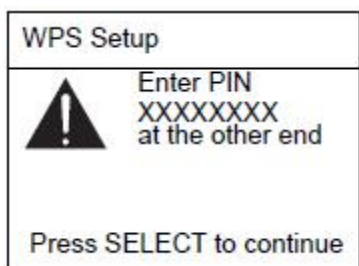 WPS Setup
Enter PIN
XXXXXXXX
at the other end
Press SELECT to continue